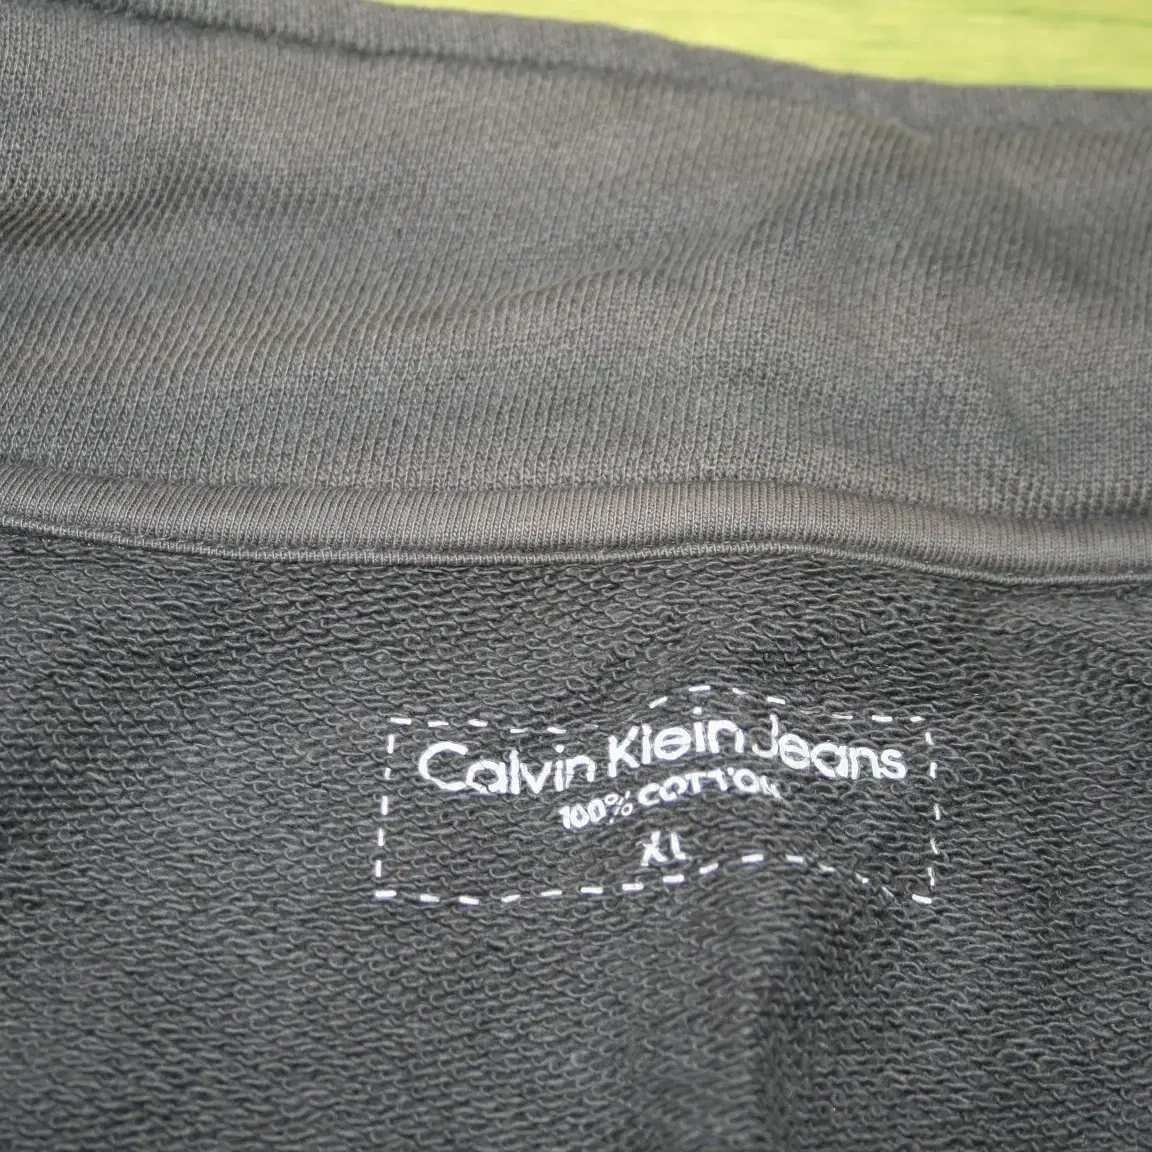 Calvin Klein Jeans
100% COTTON
XL